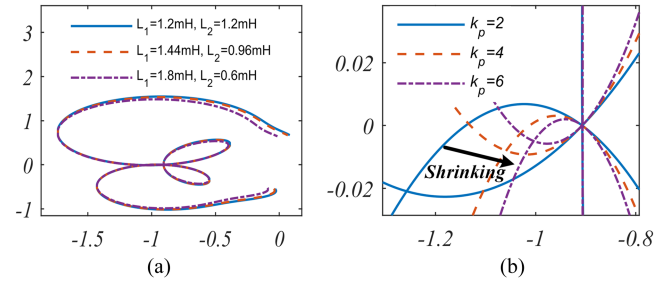 (a)
3
2
1
0
-1
L₁=1.2mH, L₂=1.2mH
L₁=1.44mH, L₂=0.96mH
L₁=1.8mH, L₂=0.6mH
-1.5
-1
-0.5
0
(a)
(b)
0.02
0
-0.02
kₚ=2
kₚ=4
kₚ=6
Shrinking
-1.2
-1
-0.8
(b)